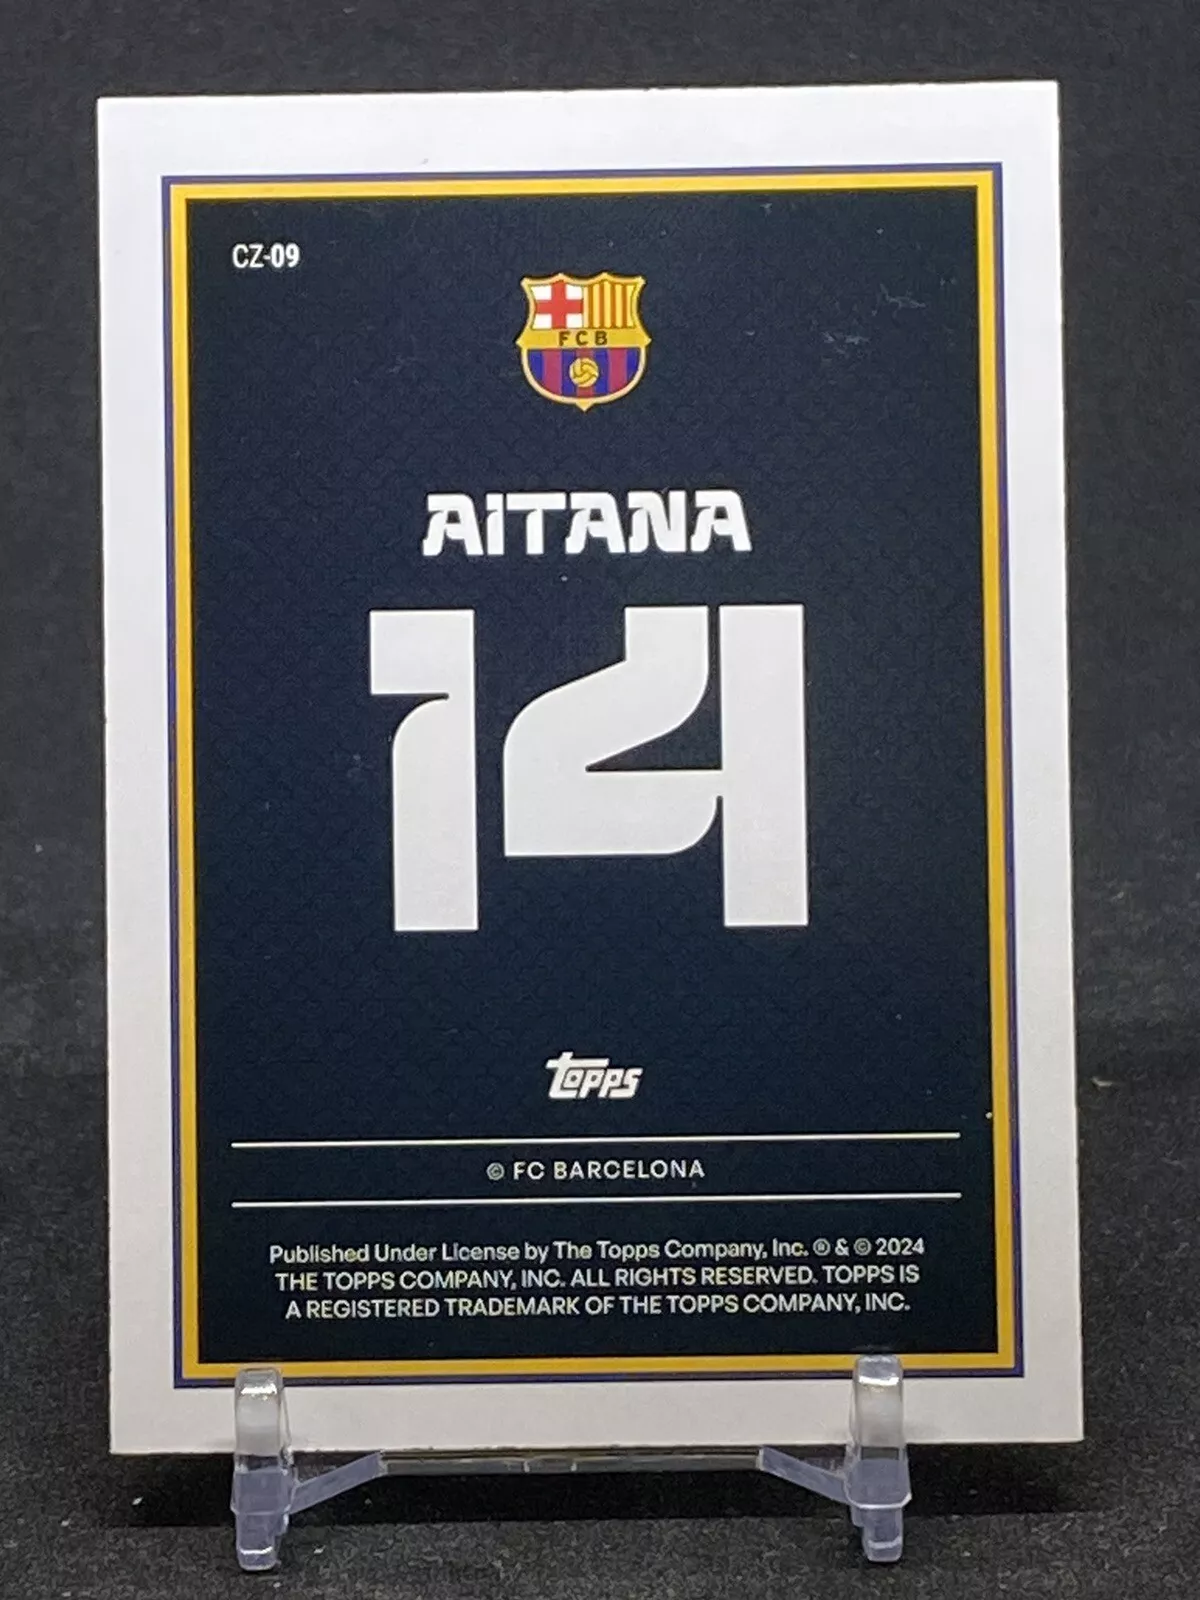 CZ-09
FCB
AITANA
14
topps
© FC BARCELONA
Published Under License by The Topps Company, Inc. ® & © 2024
THE TOPPS COMPANY, INC. ALL RIGHTS RESERVED. TOPPS IS
A REGISTERED TRADEMARK OF THE TOPPS COMPANY, INC.